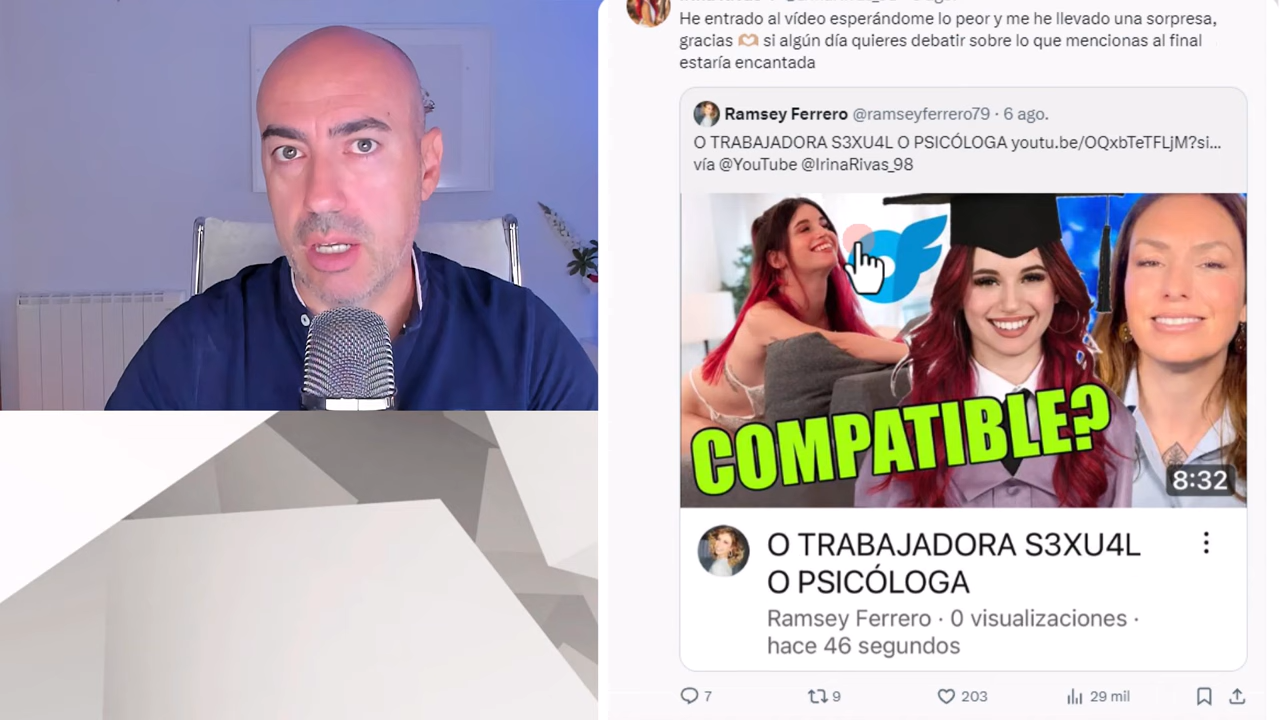 He entrado al vídeo esperándome lo peor y me he llevado una sorpresa,
gracias 🫶🏼 si algún día quieres debatir sobre lo que mencionas al final
estaría encantada
Ramsey Ferrero @ramseyferrero79 · 6 ago.
O TRABAJADORA S3XU4L O PSICÓLOGA youtu.be/OQxbTeTFLjM?si...
vía @YouTube @IrinaRivas_98
COMPATIBLE?
8:32
O TRABAJADORA S3XU4L
O PSICÓLOGA
Ramsey Ferrero · 0 visualizaciones ·
hace 46 segundos
7 9 203 29 mil